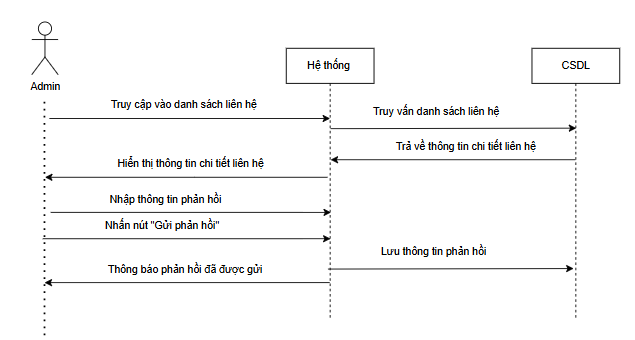 Admin
Hệ thống
CSDL
Truy cập vào danh sách liên hệ
Truy vấn danh sách liên hệ
Trả về thông tin chi tiết liên hệ
Hiển thị thông tin chi tiết liên hệ
Nhập thông tin phản hồi
Nhấn nút "Gửi phản hồi"
Lưu thông tin phản hồi
Thông báo phản hồi đã được gửi